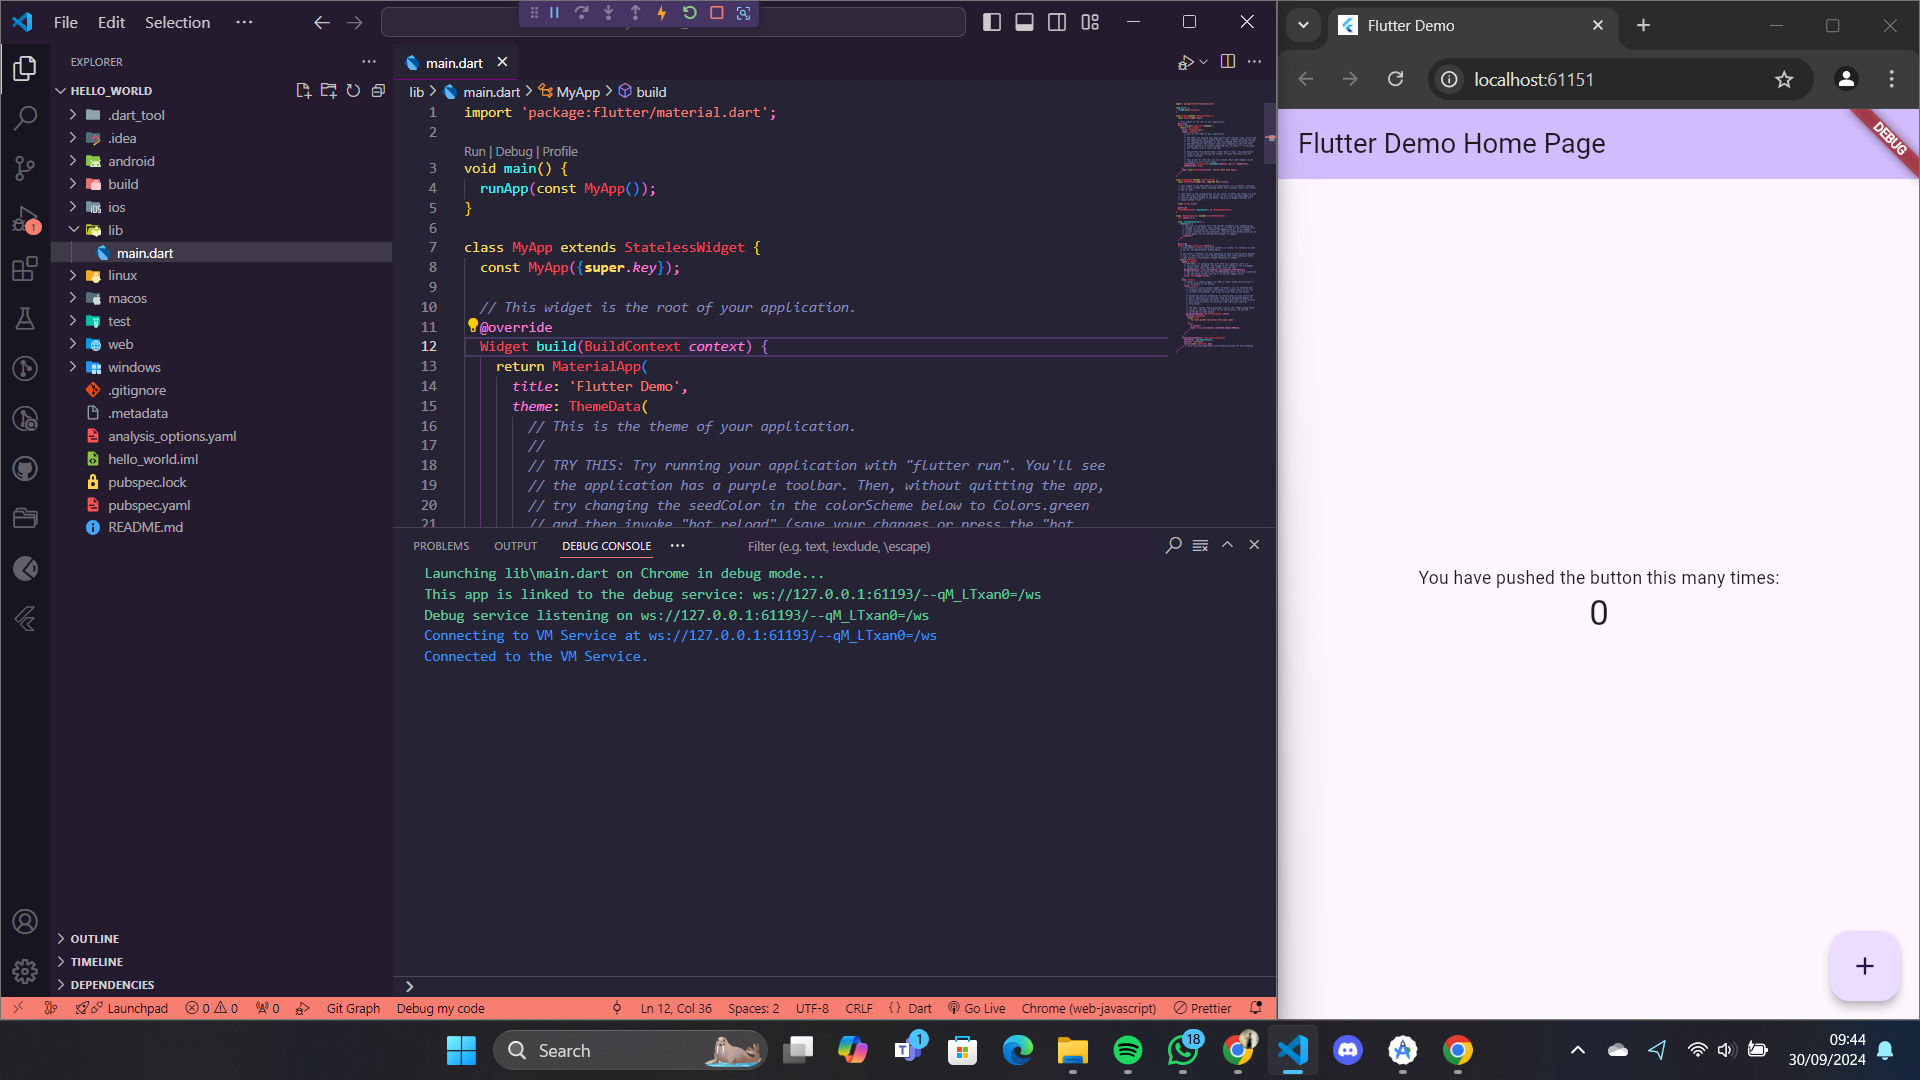 File Edit Selection ···
EXPLORER
HELLO_WORLD
.dart_tool
.idea
android
build
ios
lib
main.dart
linux
macos
test
web
windows
.gitignore
.metadata
analysis_options.yaml
hello_world.iml
pubspec.lock
pubspec.yaml
README.md
OUTLINE
TIMELINE
DEPENDENCIES
1
main.dart
lib > main.dart > MyApp > build
1 import 'package:flutter/material.dart';
2
Run | Debug | Profile
3 void main() {
4 runApp(const MyApp());
5 }
6
7 class MyApp extends StatelessWidget {
8 const MyApp({super.key});
9
10 // This widget is the root of your application.
11 @override
12 Widget build(BuildContext context) {
13 return MaterialApp(
14 title: 'Flutter Demo',
15 theme: ThemeData(
16 // This is the theme of your application.
17 //
18 // TRY THIS: Try running your application with "flutter run". You'll see
19 // the application has a purple toolbar. Then, without quitting the app,
20 // try changing the seedColor in the colorScheme below to Colors.green
21 // and then invoke "hot reload" (save your changes or press the "hot
PROBLEMS OUTPUT DEBUG CONSOLE ··· Filter (e.g. text, !exclude, \escape)
Launching lib\main.dart on Chrome in debug mode...
This app is linked to the debug service: ws://127.0.0.1:61193/--qM_LTxan0=/ws
Debug service listening on ws://127.0.0.1:61193/--qM_LTxan0=/ws
Connecting to VM Service at ws://127.0.0.1:61193/--qM_LTxan0=/ws
Connected to the VM Service.
>
Launchpad 0 0 0 Git Graph Debug my code Ln 12, Col 36 Spaces: 2 UTF-8 CRLF {} Dart Go Live Chrome (web-javascript) Prettier
Flutter Demo
localhost:61151
Flutter Demo Home Page
DEBUG
You have pushed the button this many times:
0
+
Search
1
18
09:44
30/09/2024